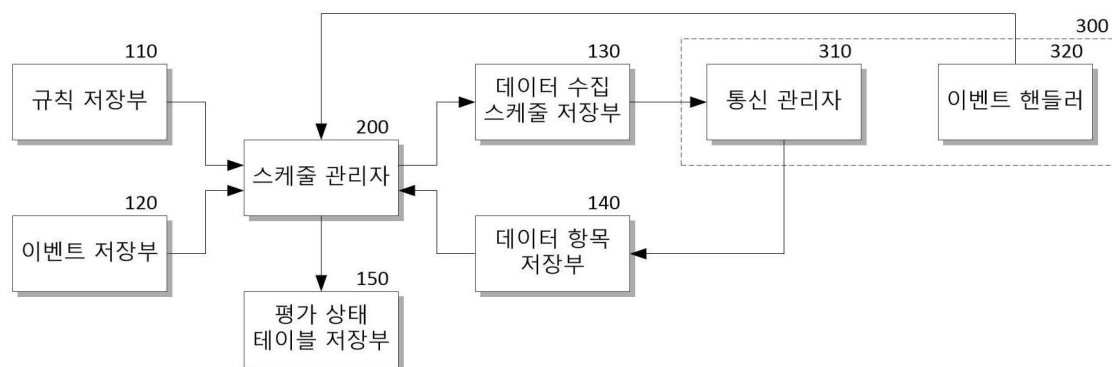 300
110
130
310
320
규칙 저장부
데이터 수집
스케줄 저장부
통신 관리자
이벤트 핸들러
200
스케줄 관리자
120
140
이벤트 저장부
데이터 항목
저장부
150
평가 상태
테이블 저장부